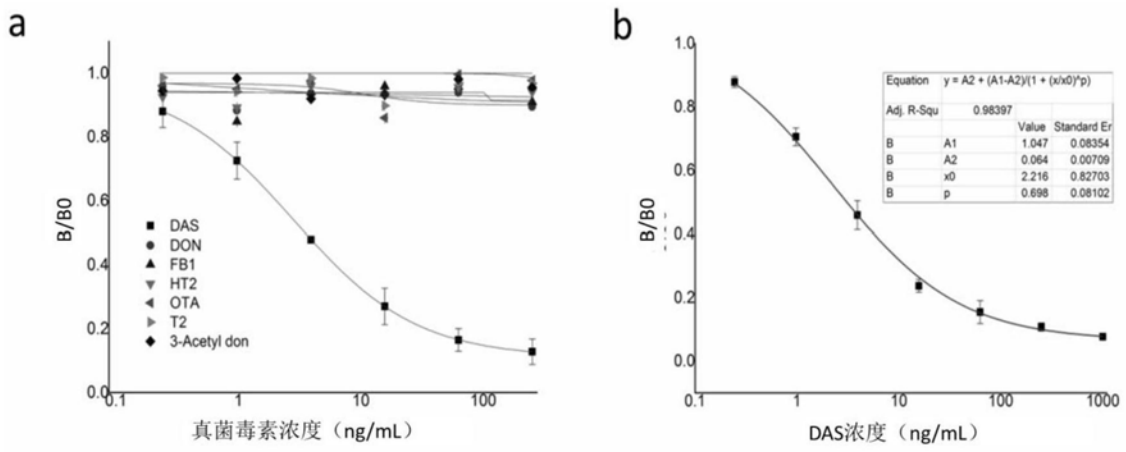 a
1.0
0.8
0.6
0.4
0.2
0.0
B/B0
DAS
DON
FB1
HT2
OTA
T2
3-Acetyl don
0.1 1 10 100
真菌毒素浓度（ng/mL）
b
1.0
0.8
0.6
0.4
0.2
0.0
B/B0
Equation y = A2 + (A1-A2)/(1 + (x/x0)^p)
Adj. R-Squ 0.98397
Value Standard Er
B A1 1.047 0.08354
B A2 0.064 0.00709
B x0 2.216 0.82703
B p 0.698 0.08102
0.1 1 10 100 1000
DAS浓度（ng/mL）